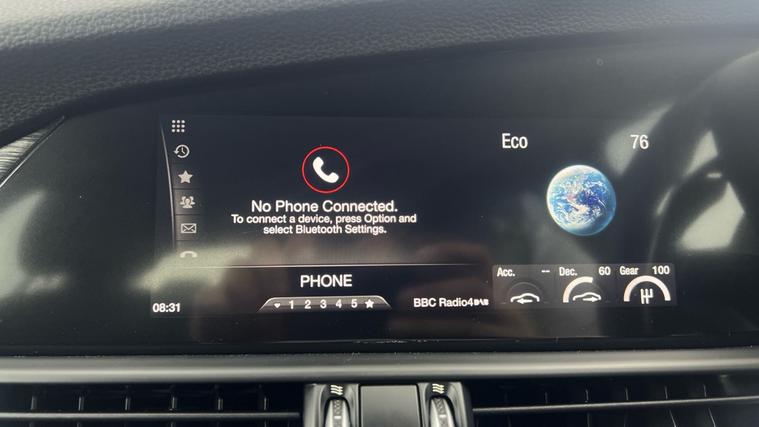 Eco 76
No Phone Connected.
To connect a device, press Option and
select Bluetooth Settings.
Acc. -- Dec. 60 Gear 100
PHONE
08:31
1 2 3 4 5
BBC Radio4 DAB